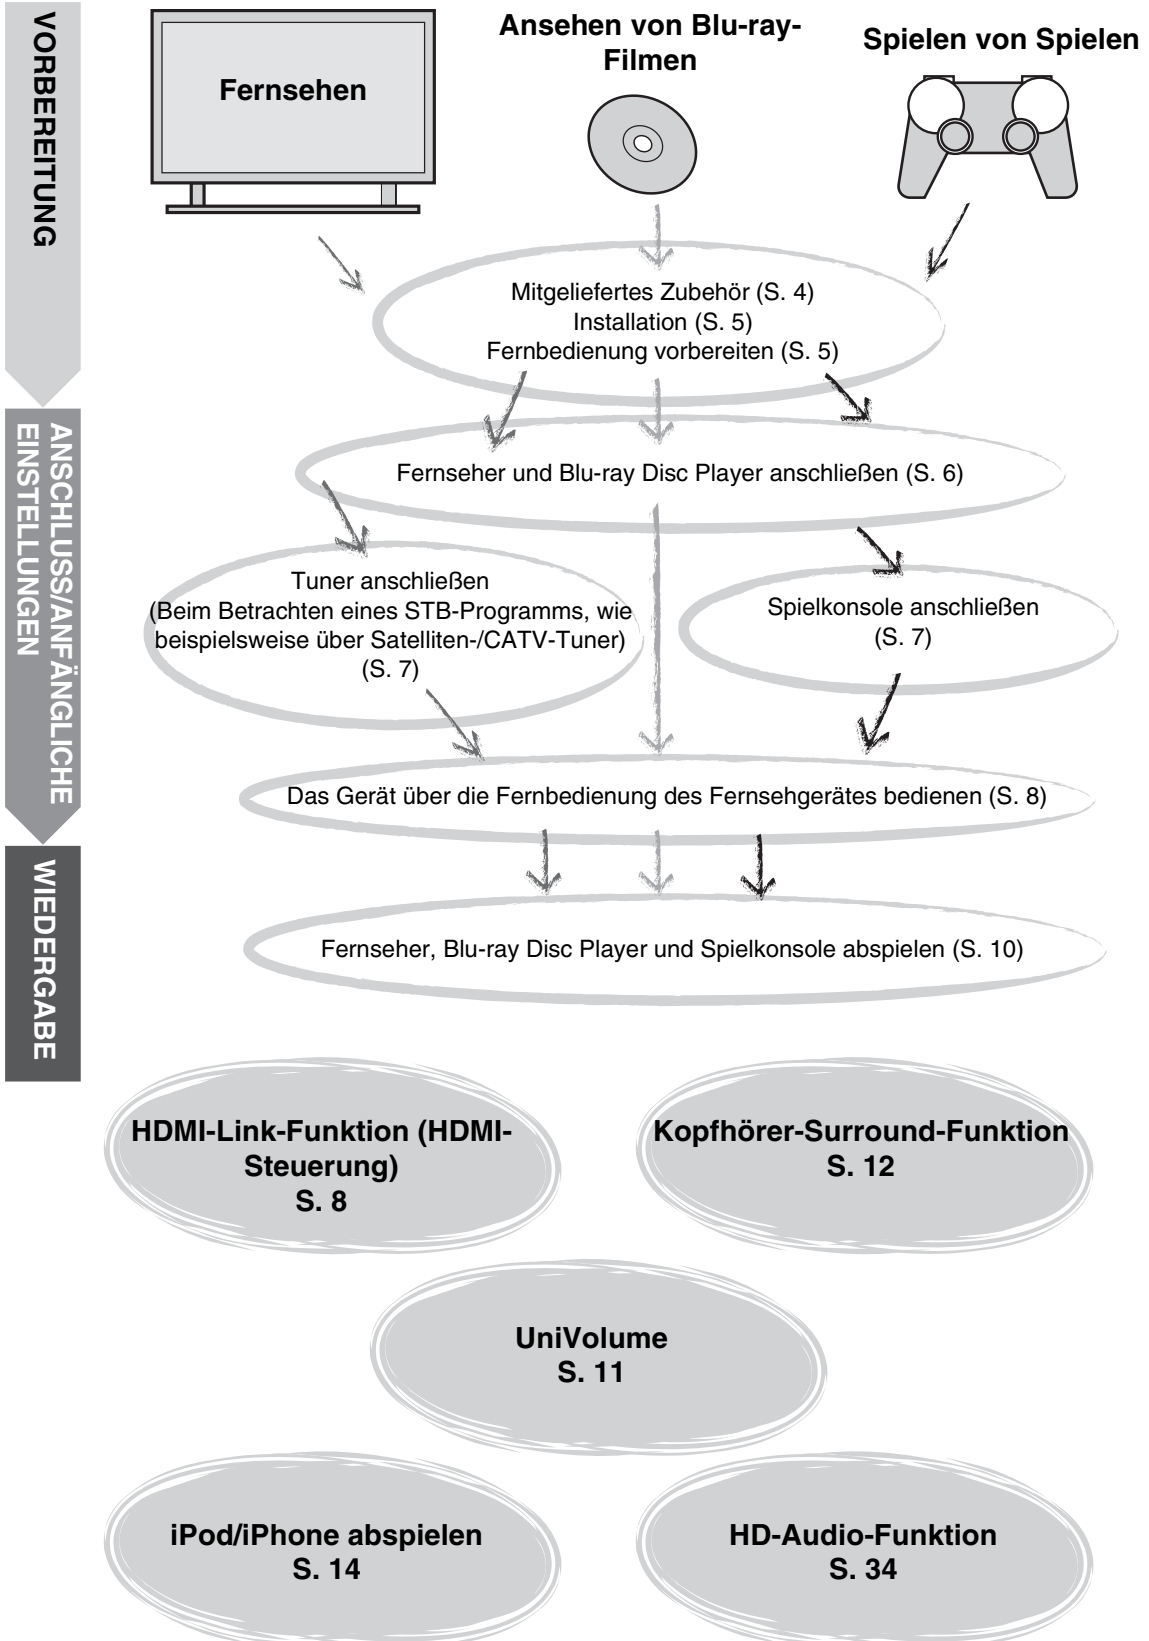 VORBEREITUNG
Fernsehen
Ansehen von Blu-ray-
Filmen
Spielen von Spielen
Mitgeliefertes Zubehör (S. 4)
Installation (S. 5)
Fernbedienung vorbereiten (S. 5)
ANSCHLUSS/ANFÄNGLICHE
EINSTELLUNGEN
Fernseher und Blu-ray Disc Player anschließen (S. 6)
Tuner anschließen
(Beim Betrachten eines STB-Programms, wie
beispielsweise über Satelliten-/CATV-Tuner)
(S. 7)
Spielkonsole anschließen
(S. 7)
Das Gerät über die Fernbedienung des Fernsehgerätes bedienen (S. 8)
WIEDERGABE
Fernseher, Blu-ray Disc Player und Spielkonsole abspielen (S. 10)
HDMI-Link-Funktion (HDMI-
Steuerung)
S. 8
Kopfhörer-Surround-Funktion
S. 12
UniVolume
S. 11
iPod/iPhone abspielen
S. 14
HD-Audio-Funktion
S. 34